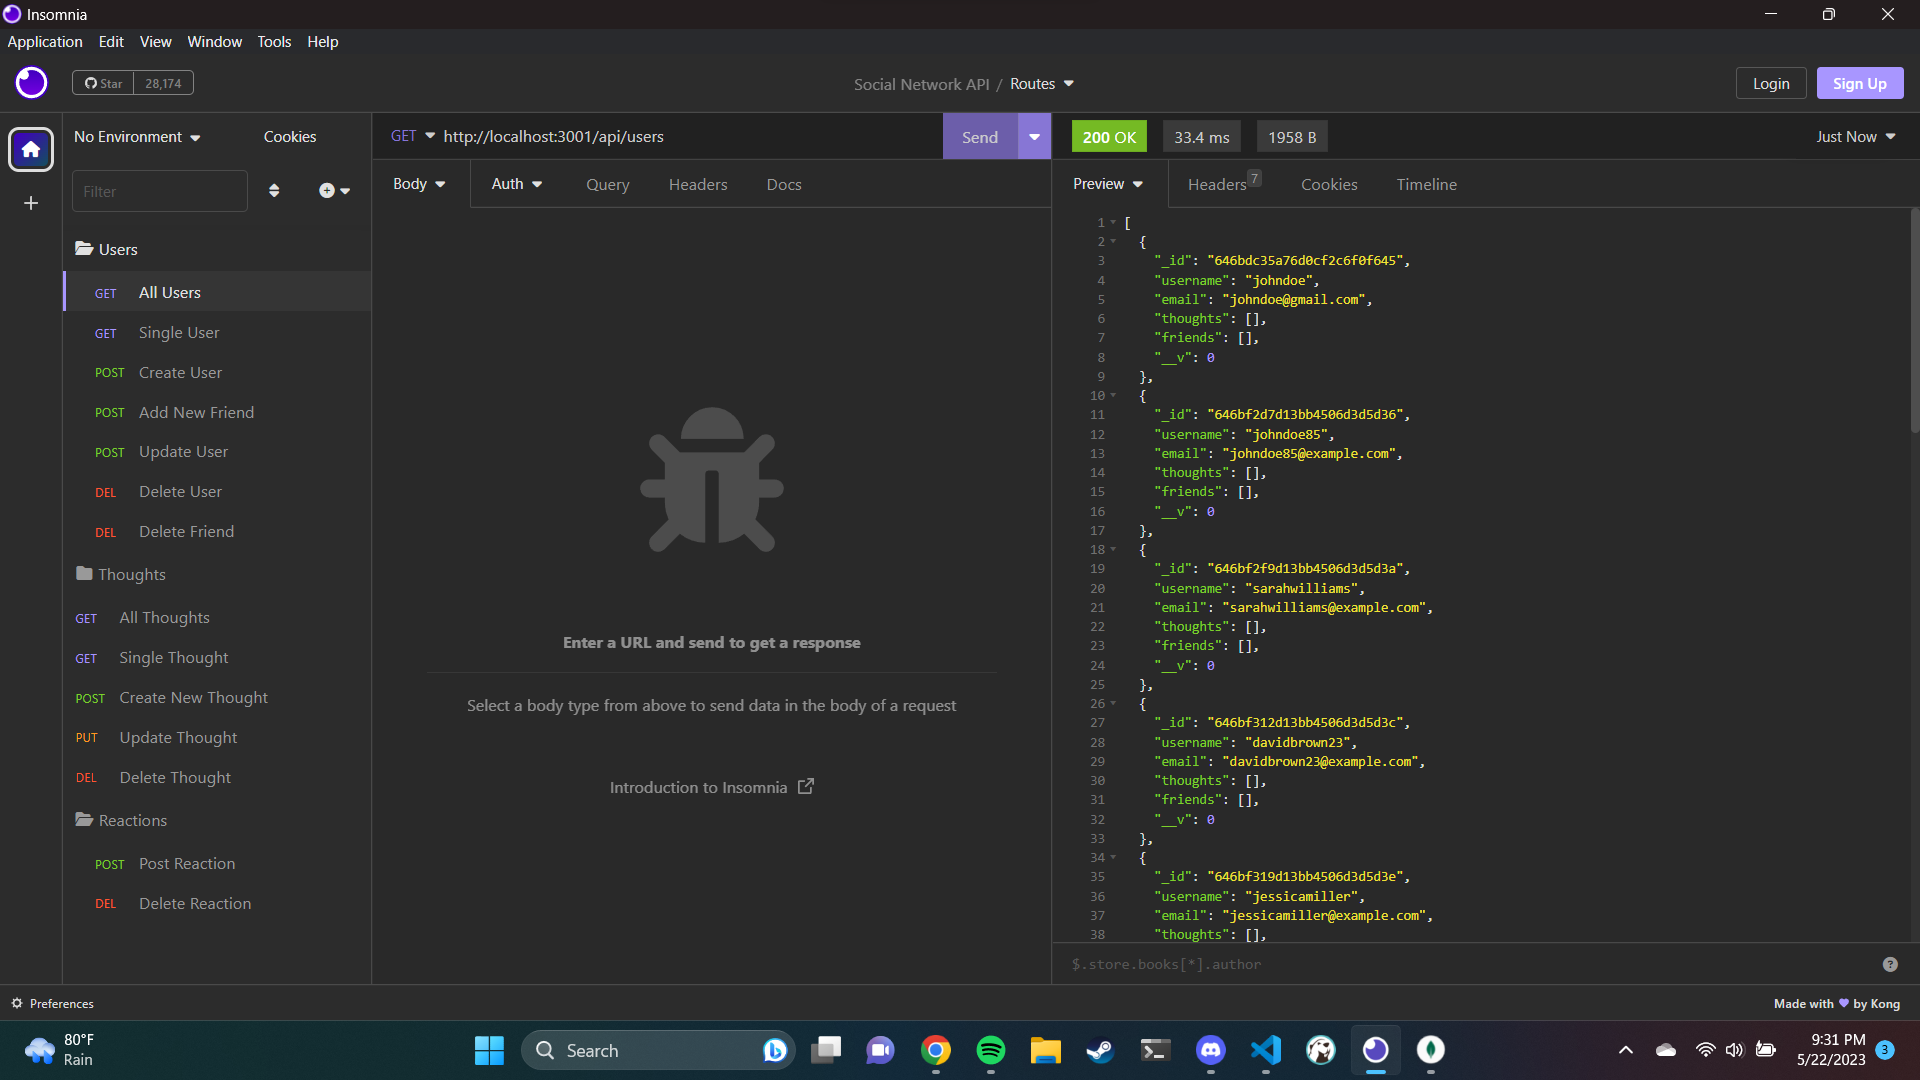 Insomnia
Application Edit View Window Tools Help
Star 28,174
Social Network API / Routes
Login
Sign Up
No Environment
Cookies
Filter
Users
GET All Users
GET Single User
POST Create User
POST Add New Friend
POST Update User
DEL Delete User
DEL Delete Friend
Thoughts
GET All Thoughts
GET Single Thought
POST Create New Thought
PUT Update Thought
DEL Delete Thought
Reactions
POST Post Reaction
DEL Delete Reaction
GET http://localhost:3001/api/users
Send
Body Auth Query Headers Docs
Enter a URL and send to get a response
Select a body type from above to send data in the body of a request
Introduction to Insomnia
200 OK 33.4 ms 1958 B
Just Now
Preview Headers 7 Cookies Timeline
1 [
2 {
3 "_id": "646bdc35a76d0cf2c6f0f645",
4 "username": "johndoe",
5 "email": "johndoe@gmail.com",
6 "thoughts": [],
7 "friends": [],
8 "__v": 0
9 },
10 {
11 "_id": "646bf2d7d13bb4506d3d5d36",
12 "username": "johndoe85",
13 "email": "johndoe85@example.com",
14 "thoughts": [],
15 "friends": [],
16 "__v": 0
17 },
18 {
19 "_id": "646bf2f9d13bb4506d3d5d3a",
20 "username": "sarahwilliams",
21 "email": "sarahwilliams@example.com",
22 "thoughts": [],
23 "friends": [],
24 "__v": 0
25 },
26 {
27 "_id": "646bf312d13bb4506d3d5d3c",
28 "username": "davidbrown23",
29 "email": "davidbrown23@example.com",
30 "thoughts": [],
31 "friends": [],
32 "__v": 0
33 },
34 {
35 "_id": "646bf319d13bb4506d3d5d3e",
36 "username": "jessicamiller",
37 "email": "jessicamiller@example.com",
38 "thoughts": [],
$.store.books[*].author
?
Preferences
Made with by Kong
80°F
Rain
Search
9:31 PM
5/22/2023
3